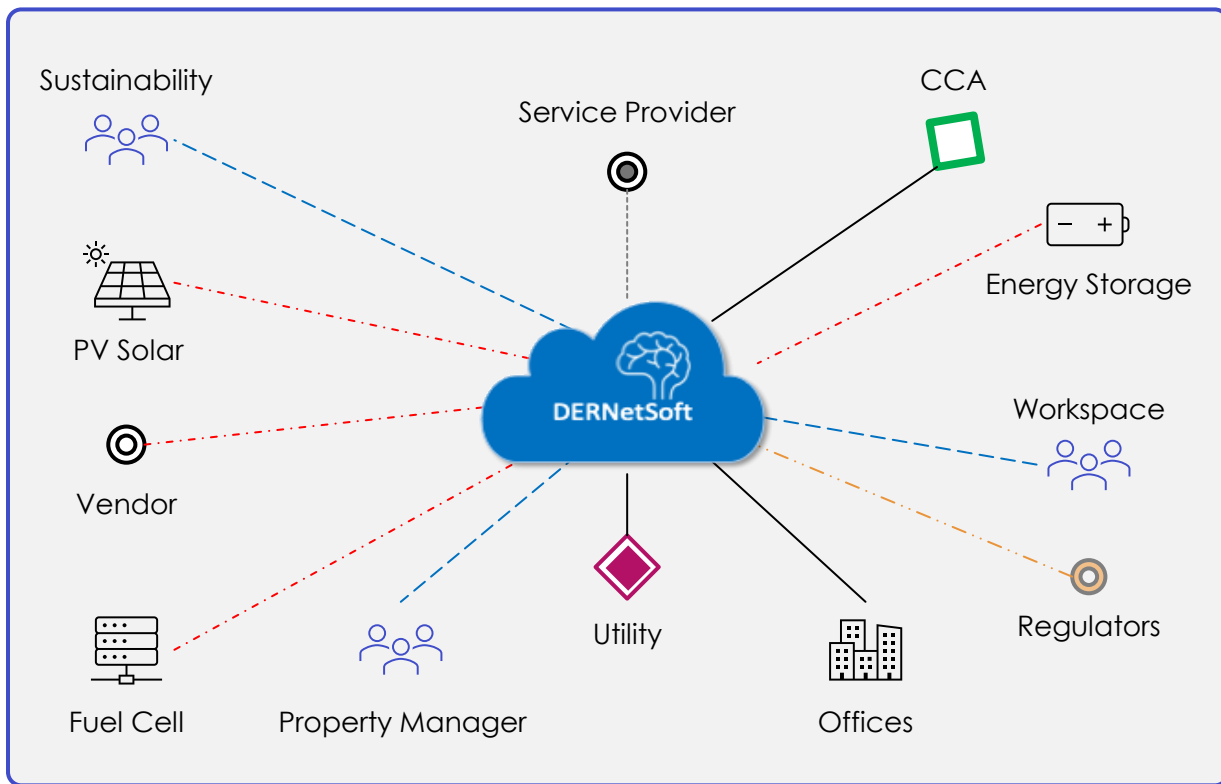 Sustainability
Service Provider
CCA
Energy Storage
PV Solar
DERNetSoft
Workspace
Vendor
Utility
Regulators
Fuel Cell
Property Manager
Offices